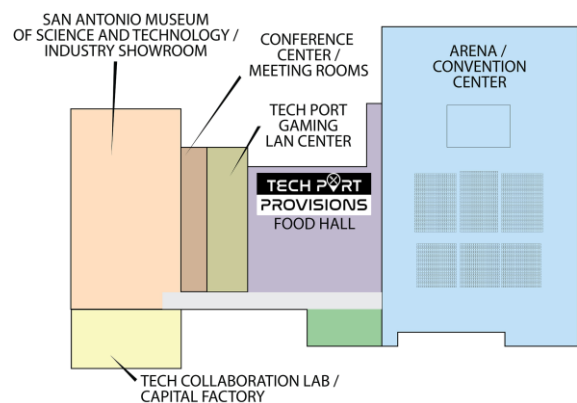 SAN ANTONIO MUSEUM
OF SCIENCE AND TECHNOLOGY /
INDUSTRY SHOWROOM
CONFERENCE
CENTER /
MEETING ROOMS
TECH PORT
GAMING
LAN CENTER
ARENA /
CONVENTION
CENTER
TECH PORT
PROVISIONS
FOOD HALL
TECH COLLABORATION LAB /
CAPITAL FACTORY